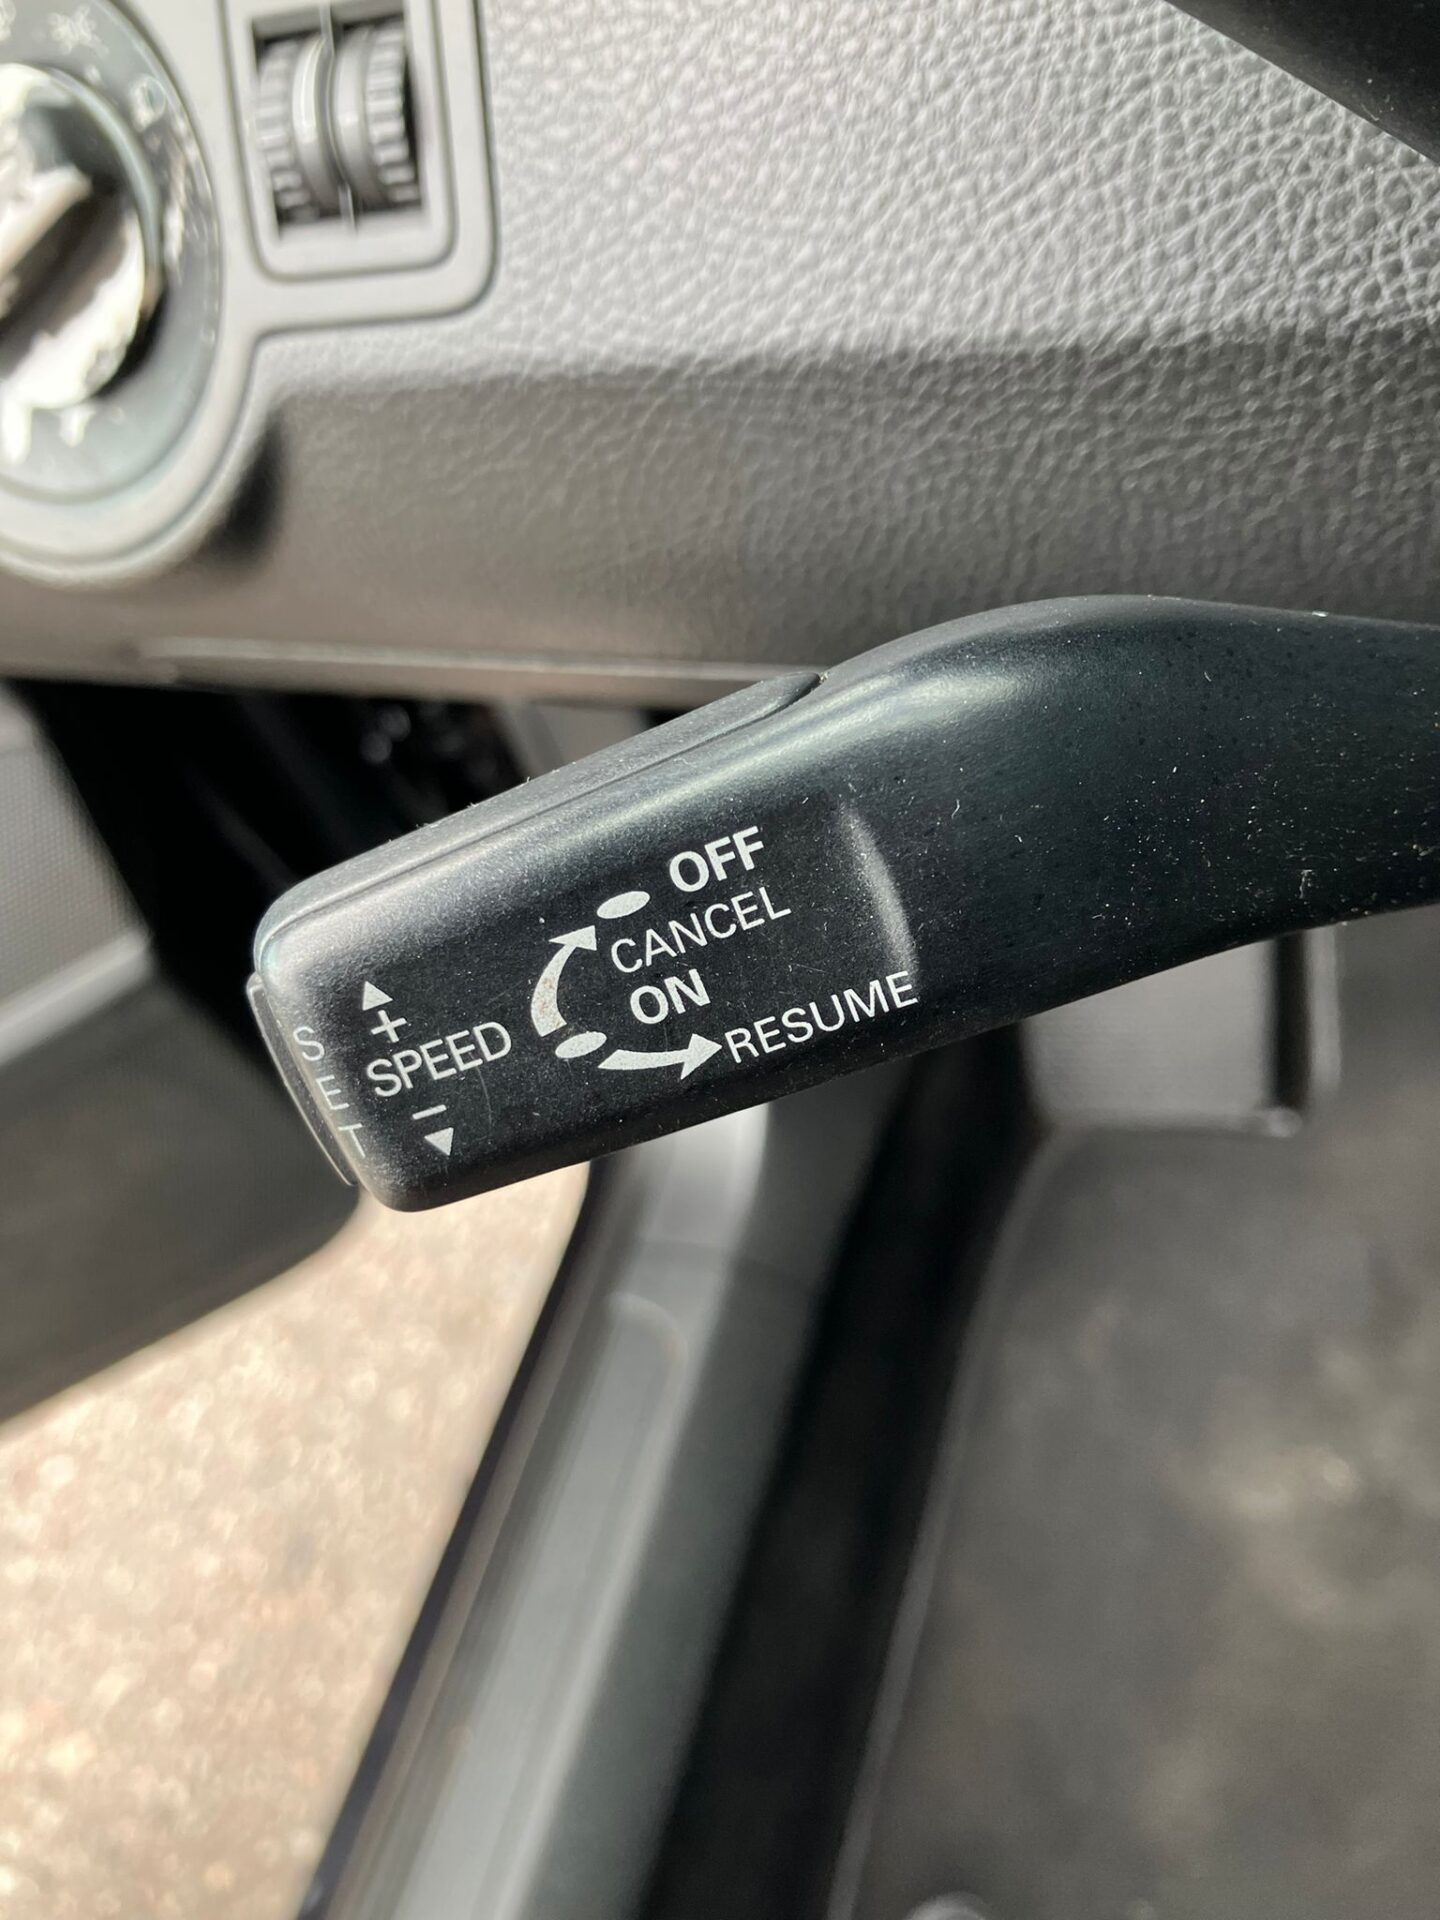 OFF
CANCEL
ON
RESUME
+
SPEED
−
SET